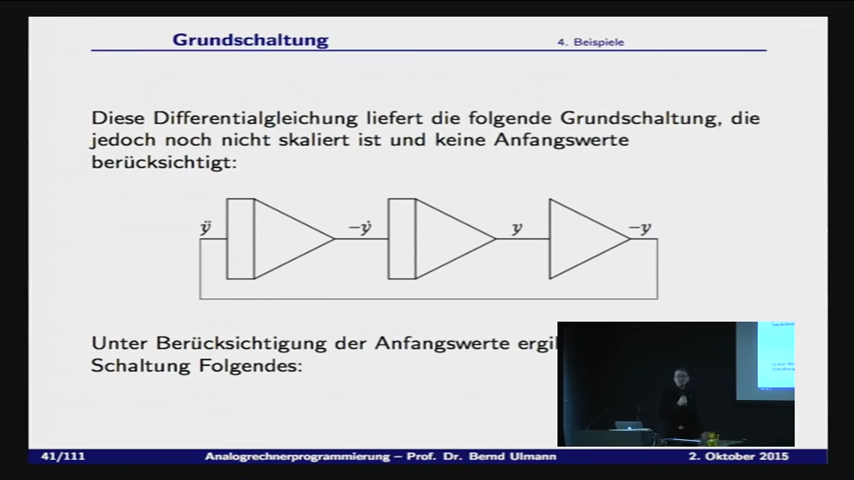 Grundschaltung
4. Beispiele
Diese Differentialgleichung liefert die folgende Grundschaltung, die
jedoch noch nicht skaliert ist und keine Anfangswerte
berücksichtigt:
ÿ −ẏ y −y
Unter Berücksichtigung der Anfangswerte
Schaltung Folgendes:
41/111 Analogrechnerprogrammierung – Prof. Dr. Bernd Ulmann 2. Oktober 2015